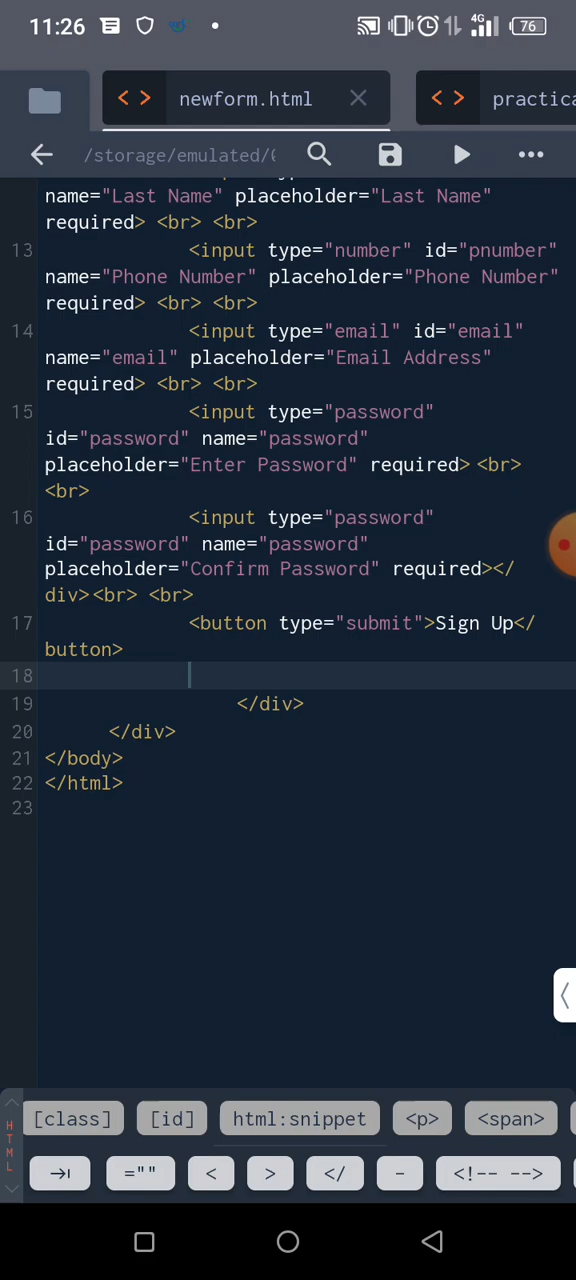 11:26 4G 76
newform.html practica
/storage/emulated/0
name="Last Name" placeholder="Last Name"
required> <br> <br>
13 <input type="number" id="pnumber"
name="Phone Number" placeholder="Phone Number"
required> <br> <br>
14 <input type="email" id="email"
name="email" placeholder="Email Address"
required> <br> <br>
15 <input type="password"
id="password" name="password"
placeholder="Enter Password" required> <br>
<br>
16 <input type="password"
id="password" name="password"
placeholder="Confirm Password" required></
div><br> <br>
17 <button type="submit">Sign Up</
button>
18
19 </div>
20 </div>
21 </body>
22 </html>
23
HTML
[class] [id] html:snippet <p> <span>
="" < > </ - <!-- -->